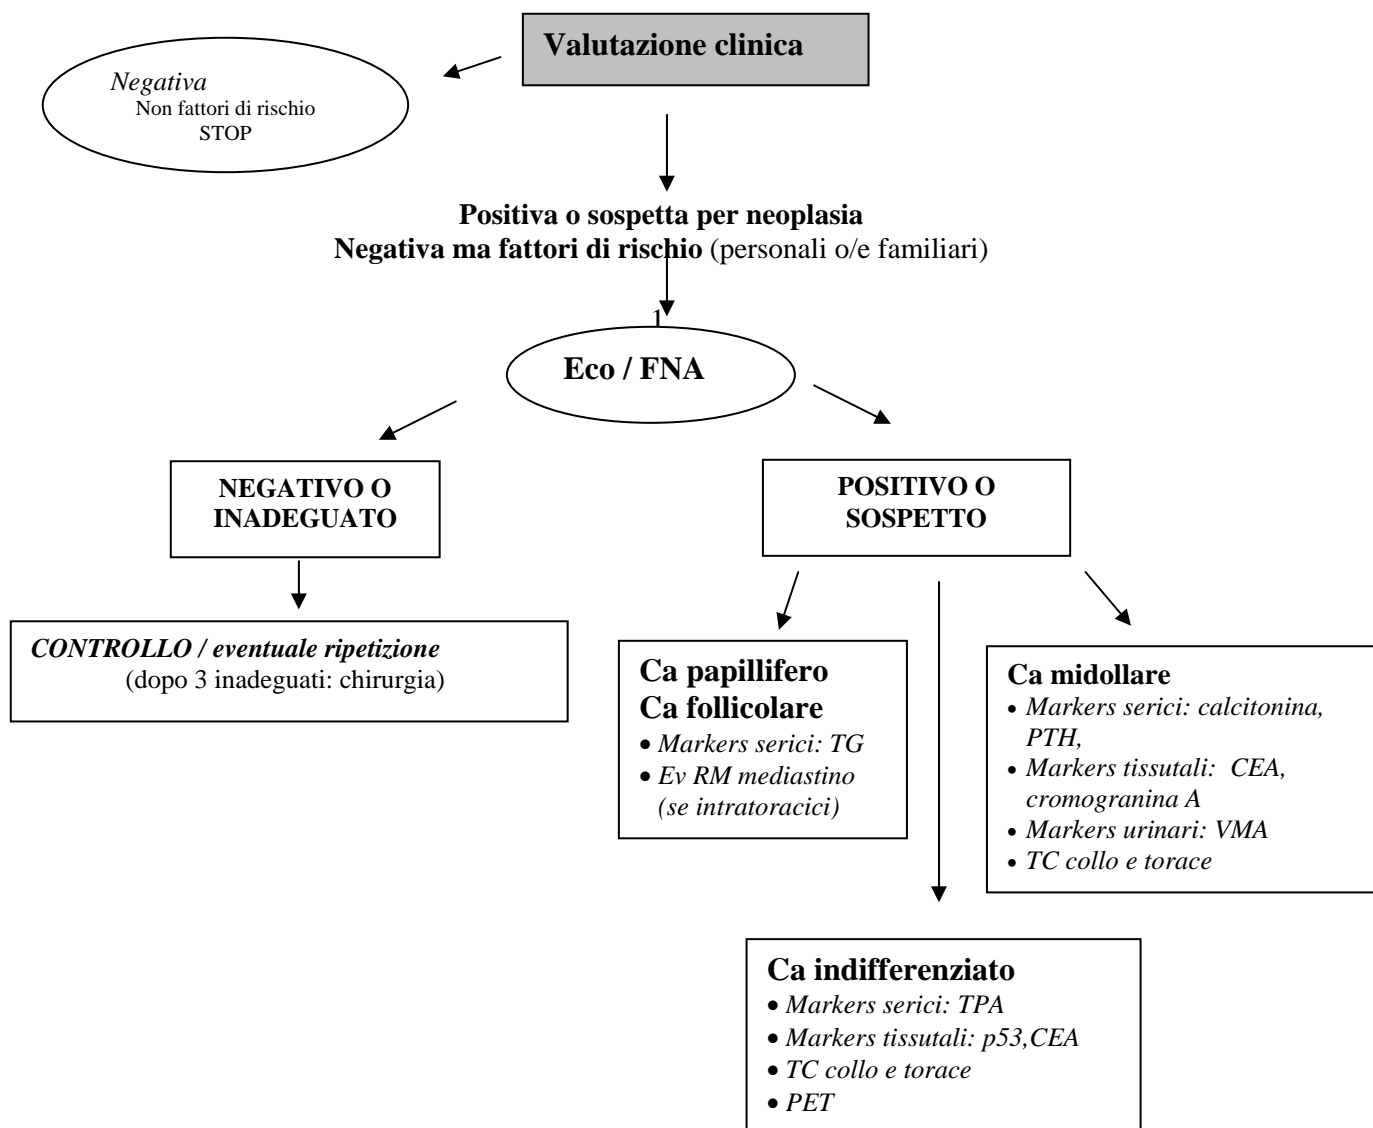 Valutazione clinica
Negativa
Non fattori di rischio
STOP
Positiva o sospetta per neoplasia
Negativa ma fattori di rischio (personali o/e familiari)
1
Eco / FNA
NEGATIVO O
INADEGUATO
POSITIVO O
SOSPETTO
CONTROLLO / eventuale ripetizione
(dopo 3 inadeguati: chirurgia)
Ca papillifero
Ca follicolare
• Markers serici: TG
• Ev RM mediastino
(se intratoracici)
Ca midollare
• Markers serici: calcitonina,
PTH,
• Markers tissutali: CEA,
cromogranina A
• Markers urinari: VMA
• TC collo e torace
Ca indifferenziato
• Markers serici: TPA
• Markers tissutali: p53,CEA
• TC collo e torace
• PET